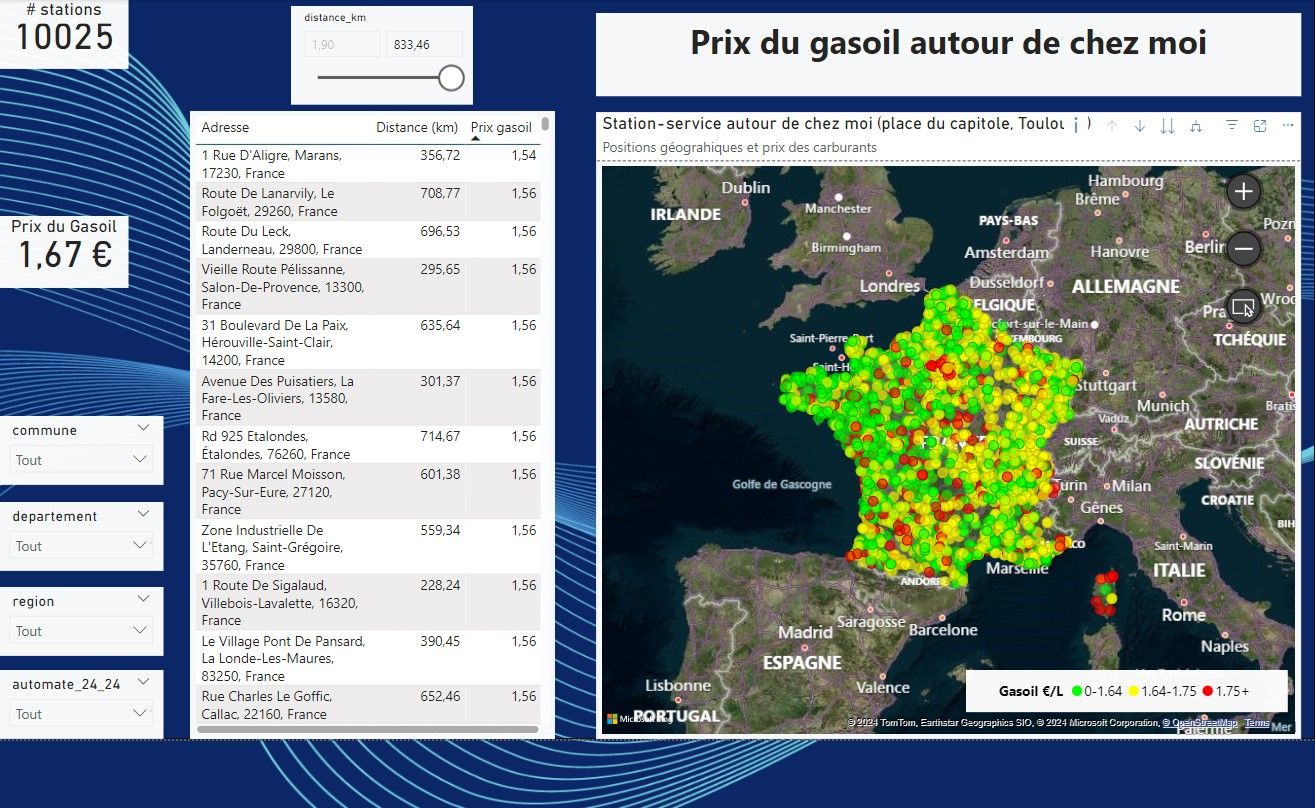 # stations
10025
distance_km
1,90
833,46
Prix du gasoil autour de chez moi
Prix du Gasoil
1,67 €
commune
Tout
departement
Tout
region
Tout
automate_24_24
Tout
Adresse Distance (km) Prix gasoil
1 Rue D'Aligre, Marans, 356,72 1,54
17230, France
Route De Lanarvily, Le 708,77 1,56
Folgoët, 29260, France
Route Du Leck, 696,53 1,56
Landerneau, 29800, France
Vieille Route Pélissanne, 295,65 1,56
Salon-De-Provence, 13300,
France
31 Boulevard De La Paix, 635,64 1,56
Hérouville-Saint-Clair,
14200, France
Avenue Des Puisatiers, La 301,37 1,56
Fare-Les-Oliviers, 13580,
France
Rd 925 Etalondes, 714,67 1,56
Étalondes, 76260, France
71 Rue Marcel Moisson, 601,38 1,56
Pacy-Sur-Eure, 27120,
France
Zone Industrielle De 559,34 1,56
L'Etang, Saint-Grégoire,
35760, France
1 Route De Sigalaud, 228,24 1,56
Villebois-Lavalette, 16320,
France
Le Village Pont De Pansard, 390,45 1,56
La Londe-Les-Maures,
83250, France
Rue Charles Le Goffic, 652,46 1,56
Callac, 22160, France
Station-service autour de chez moi (place du capitole, Toulou )
Positions géograhiques et prix des carburants
Dublin
Hambourg
IRLANDE
Manchester
Brême
PAYS-BAS
Pozn
Birmingham
Amsterdam
Hanovre
Berlin
Londres
Dusseldorf
ALLEMAGNE
ELGIQUE
Pra
Wroc
cfort-sur-le-Main
Saint-Pierre-Port
EMBOURG
TCHÉQUIE
Saint-H
Stuttgart
Munich
Bratis
Vaduz
AUTRICHE
SUISSE
SLOVÉNIE
Golfe de Gascogne
Turin
Milan
CROATIE
Gênes
BIH
CO
Saint-Marin
Marseille
ITALIE
ANDORRE
Rome
Saragosse
Barcelone
Madrid
Naples
ESPAGNE
Lisbonne
Valence
PORTUGAL
Gasoil €/L 0-1.64 1.64-1.75 1.75+
© 2024 TomTom, Earthstar Geographics SIO, © 2024 Microsoft Corporation, © OpenStreetMap Terms
Palerme
Mer